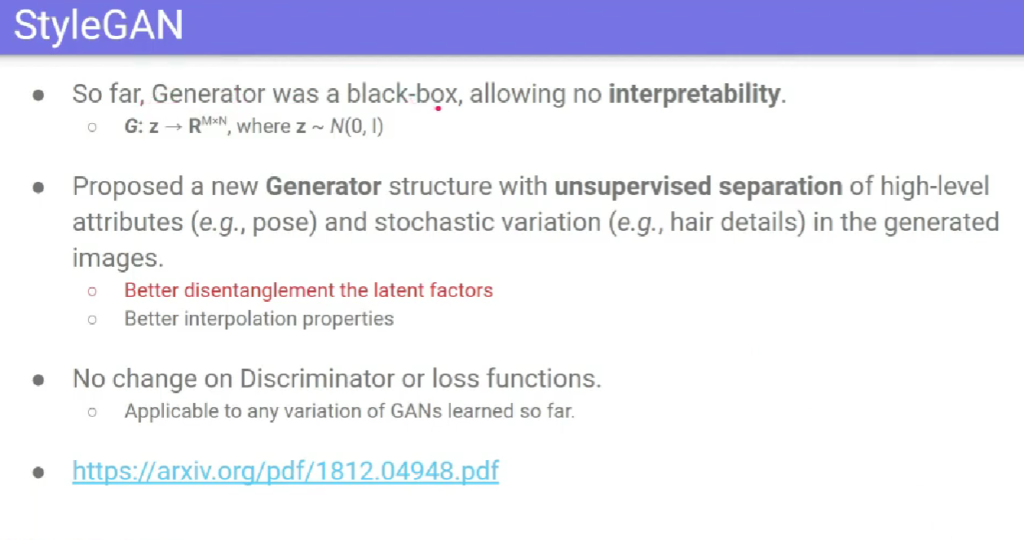 StyleGAN
● So far, Generator was a black-box, allowing no interpretability.
○ G: z → R^M×N, where z ~ N(0, I)
● Proposed a new Generator structure with unsupervised separation of high-level
attributes (e.g., pose) and stochastic variation (e.g., hair details) in the generated
images.
○ Better disentanglement the latent factors
○ Better interpolation properties
● No change on Discriminator or loss functions.
○ Applicable to any variation of GANs learned so far.
● https://arxiv.org/pdf/1812.04948.pdf